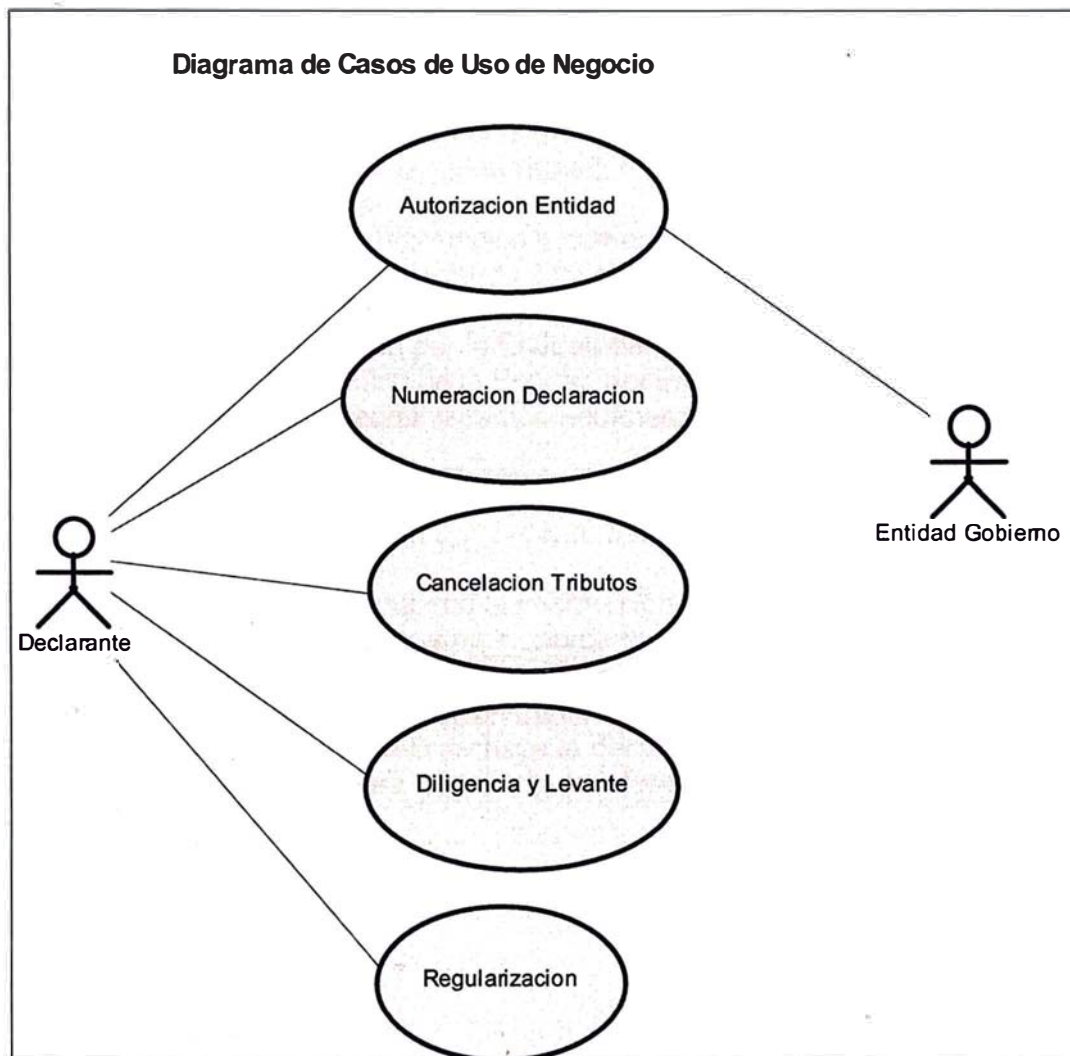 Diagrama de Casos de Uso de Negocio
Autorizacion Entidad
Numeracion Declaracion
Entidad Gobierno
Cancelacion Tributos
Declarante
Diligencia y Levante
Regularizacion